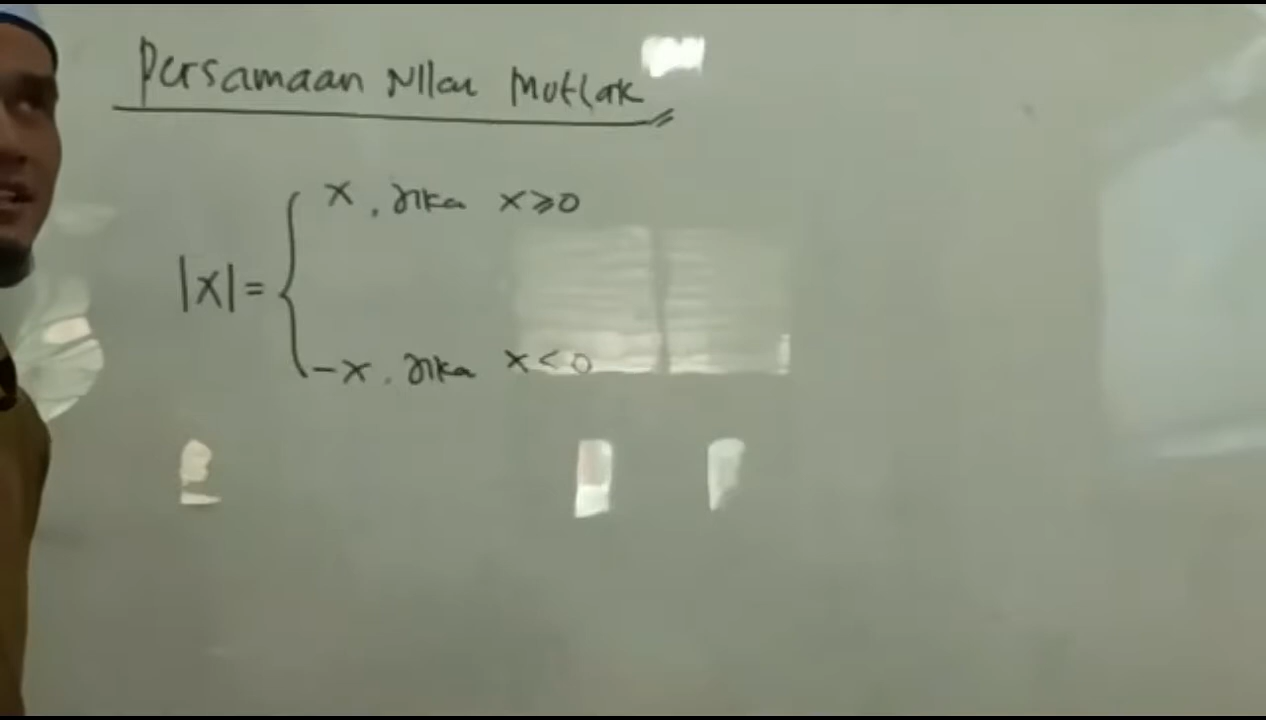 Persamaan Nilai Mutlak
x, jika x ≥ 0
|x| = {
-x, jika x < 0